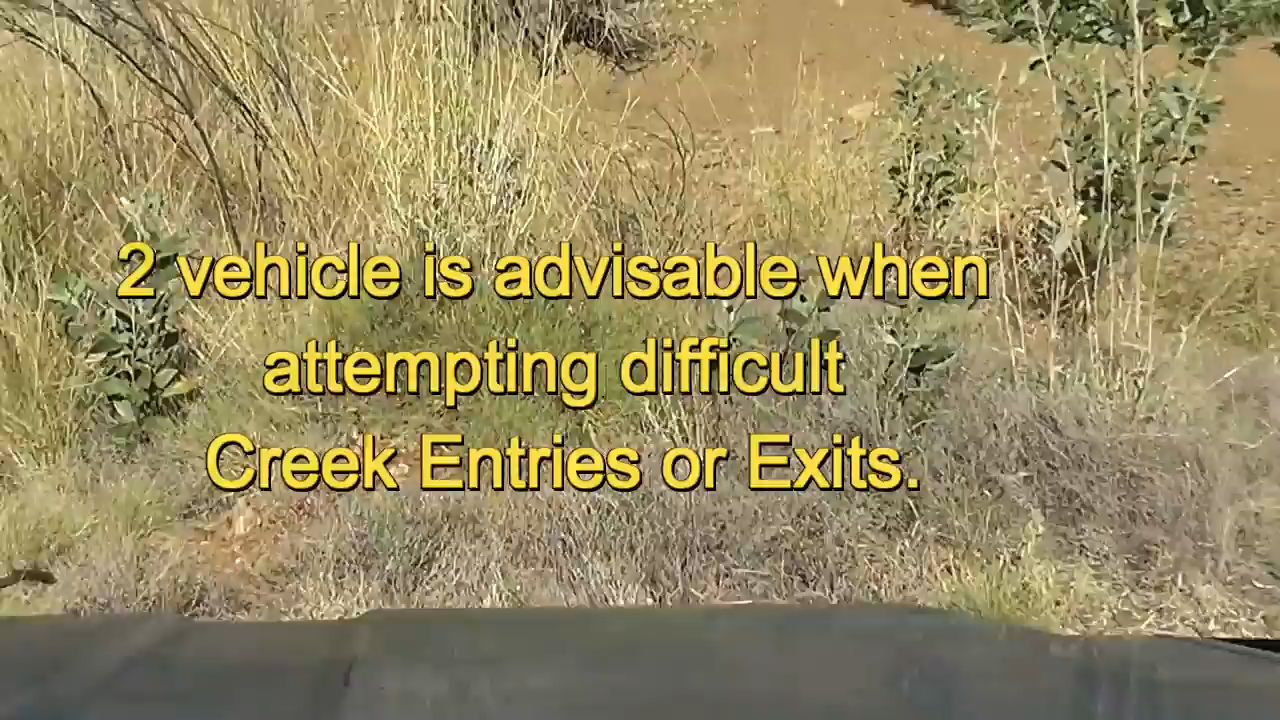 2 vehicle is advisable when
attempting difficult
Creek Entries or Exits.